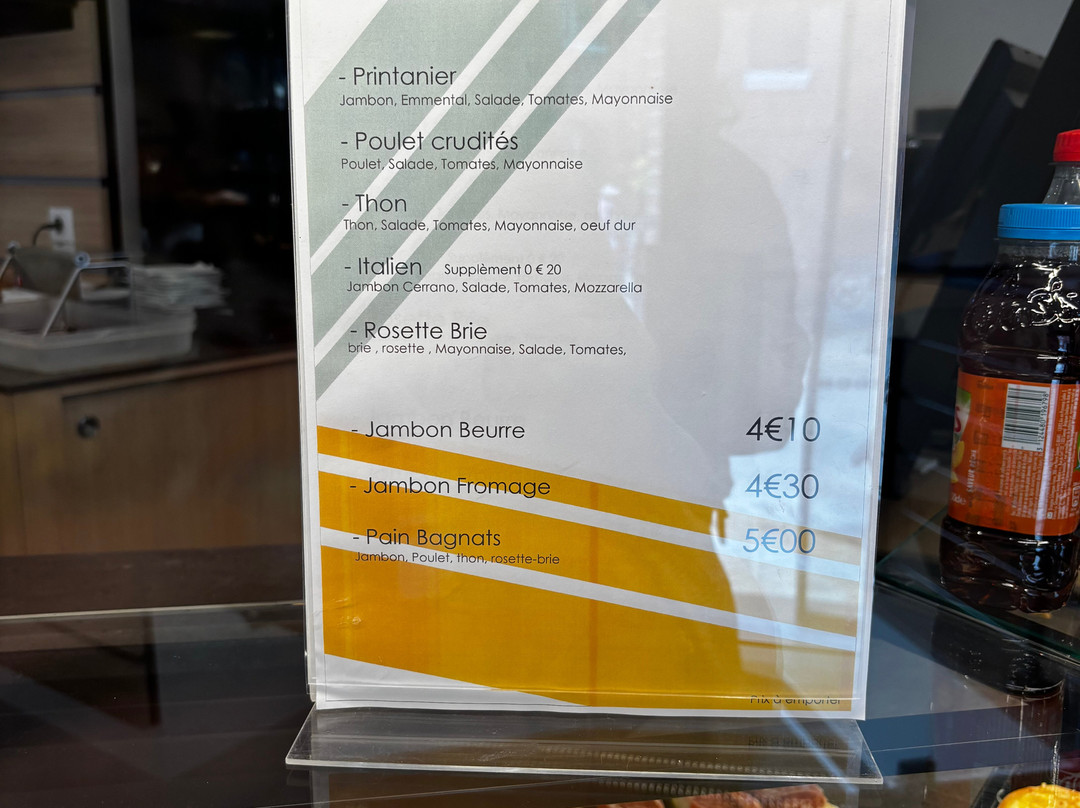 - Printanier
Jambon, Emmental, Salade, Tomates, Mayonnaise
- Poulet crudités
Poulet, Salade, Tomates, Mayonnaise
- Thon
Thon, Salade, Tomates, Mayonnaise, oeuf dur
- Italien Supplèment 0 € 20
Jambon Cerrano, Salade, Tomates, Mozzarella
- Rosette Brie
brie , rosette , Mayonnaise, Salade, Tomates,
- Jambon Beurre 4€10
- Jambon Fromage 4€30
- Pain Bagnats 5€00
Jambon, Poulet, thon, rosette-brie
Prix à emporter